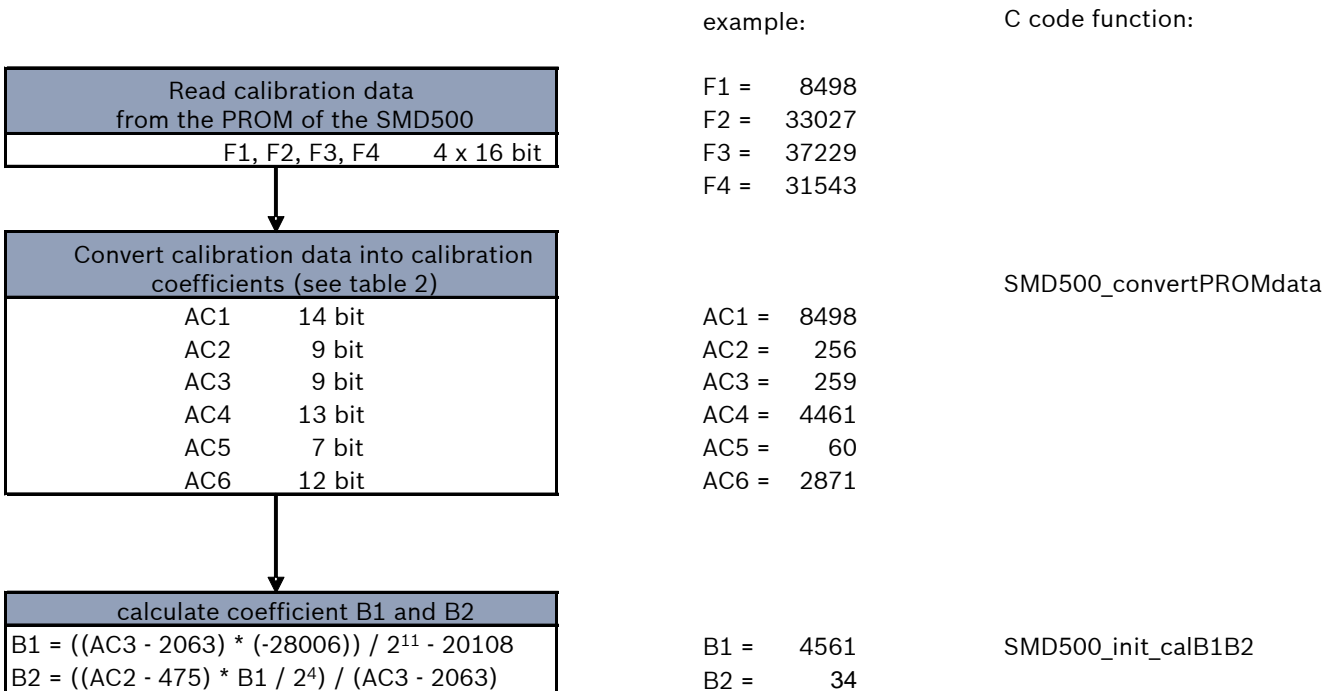 example: C code function:
Read calibration data
from the PROM of the SMD500
F1, F2, F3, F4 4 x 16 bit
F1 = 8498
F2 = 33027
F3 = 37229
F4 = 31543
Convert calibration data into calibration
coefficients (see table 2)
SMD500_convertPROMdata
AC1 14 bit
AC2 9 bit
AC3 9 bit
AC4 13 bit
AC5 7 bit
AC6 12 bit
AC1 = 8498
AC2 = 256
AC3 = 259
AC4 = 4461
AC5 = 60
AC6 = 2871
calculate coefficient B1 and B2
B1 = ((AC3 - 2063) * (-28006)) / 2¹¹ - 20108
B2 = ((AC2 - 475) * B1 / 2⁴) / (AC3 - 2063)
B1 = 4561
B2 = 34
SMD500_init_calB1B2